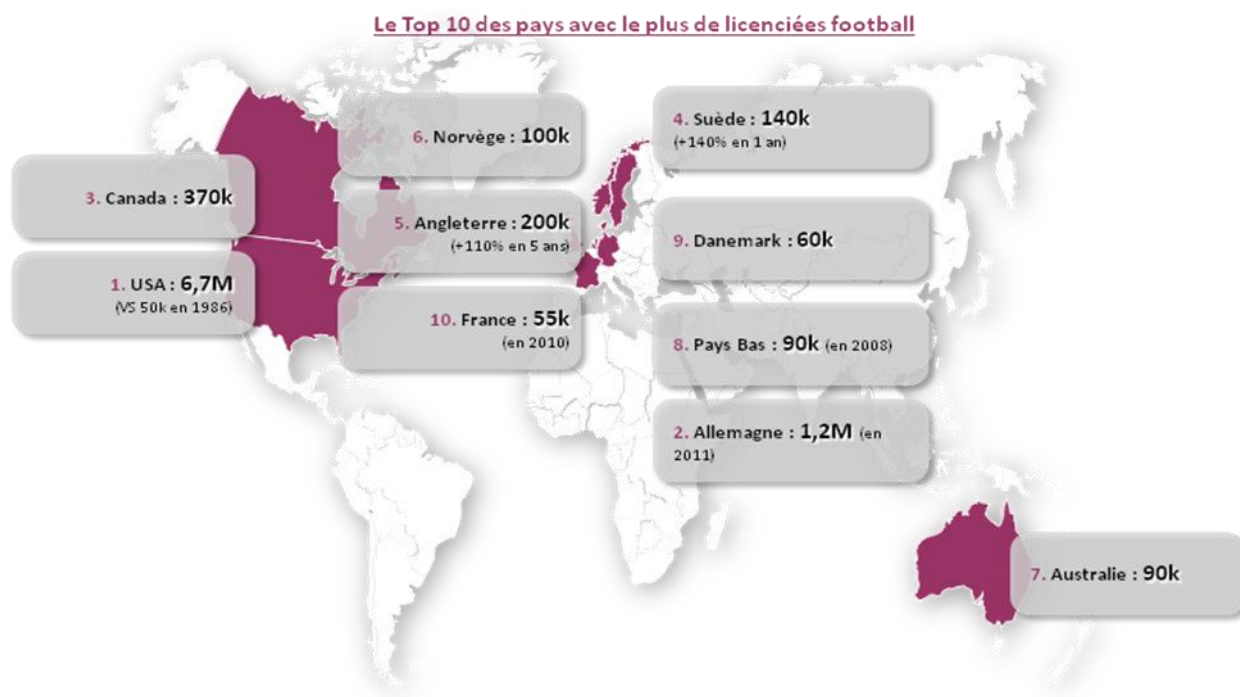 Le Top 10 des pays avec le plus de licenciées football
6. Norvège : 100k
4. Suède : 140k
(+140% en 1 an)
3. Canada : 370k
5. Angleterre : 200k
(+110% en 5 ans)
9. Danemark : 60k
1. USA : 6,7M
(VS 50k en 1986)
10. France : 55k
(en 2010)
8. Pays Bas : 90k (en 2008)
2. Allemagne : 1,2M (en
2011)
7. Australie : 90k